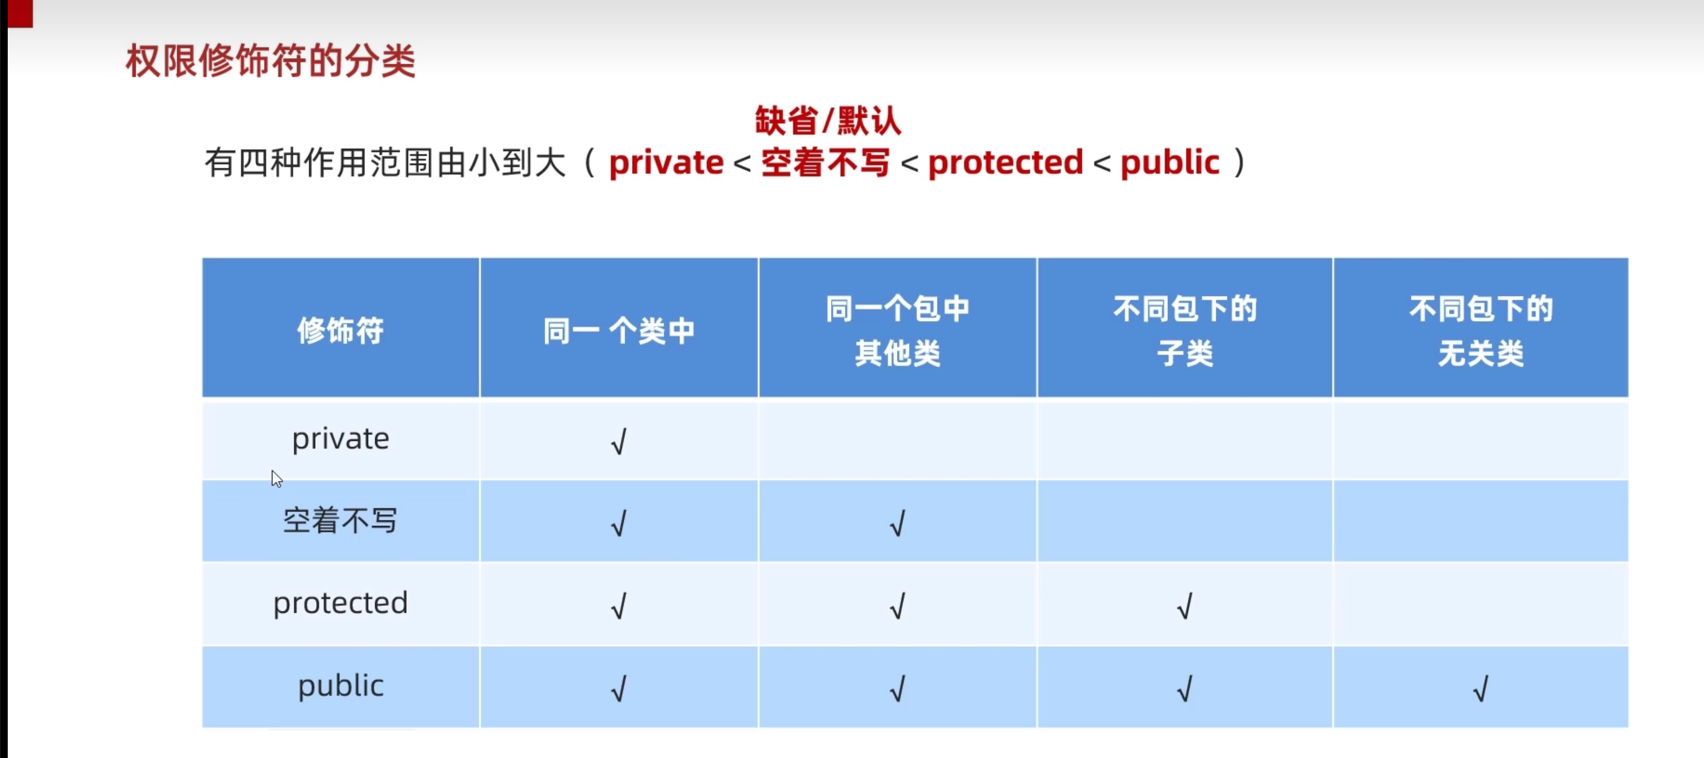 权限修饰符的分类
缺省/默认
有四种作用范围由小到大（ private < 空着不写 < protected < public ）
修饰符 同一 个类中 同一个包中 其他类 不同包下的 子类 不同包下的 无关类
private √
空着不写 √ √
protected √ √ √
public √ √ √ √